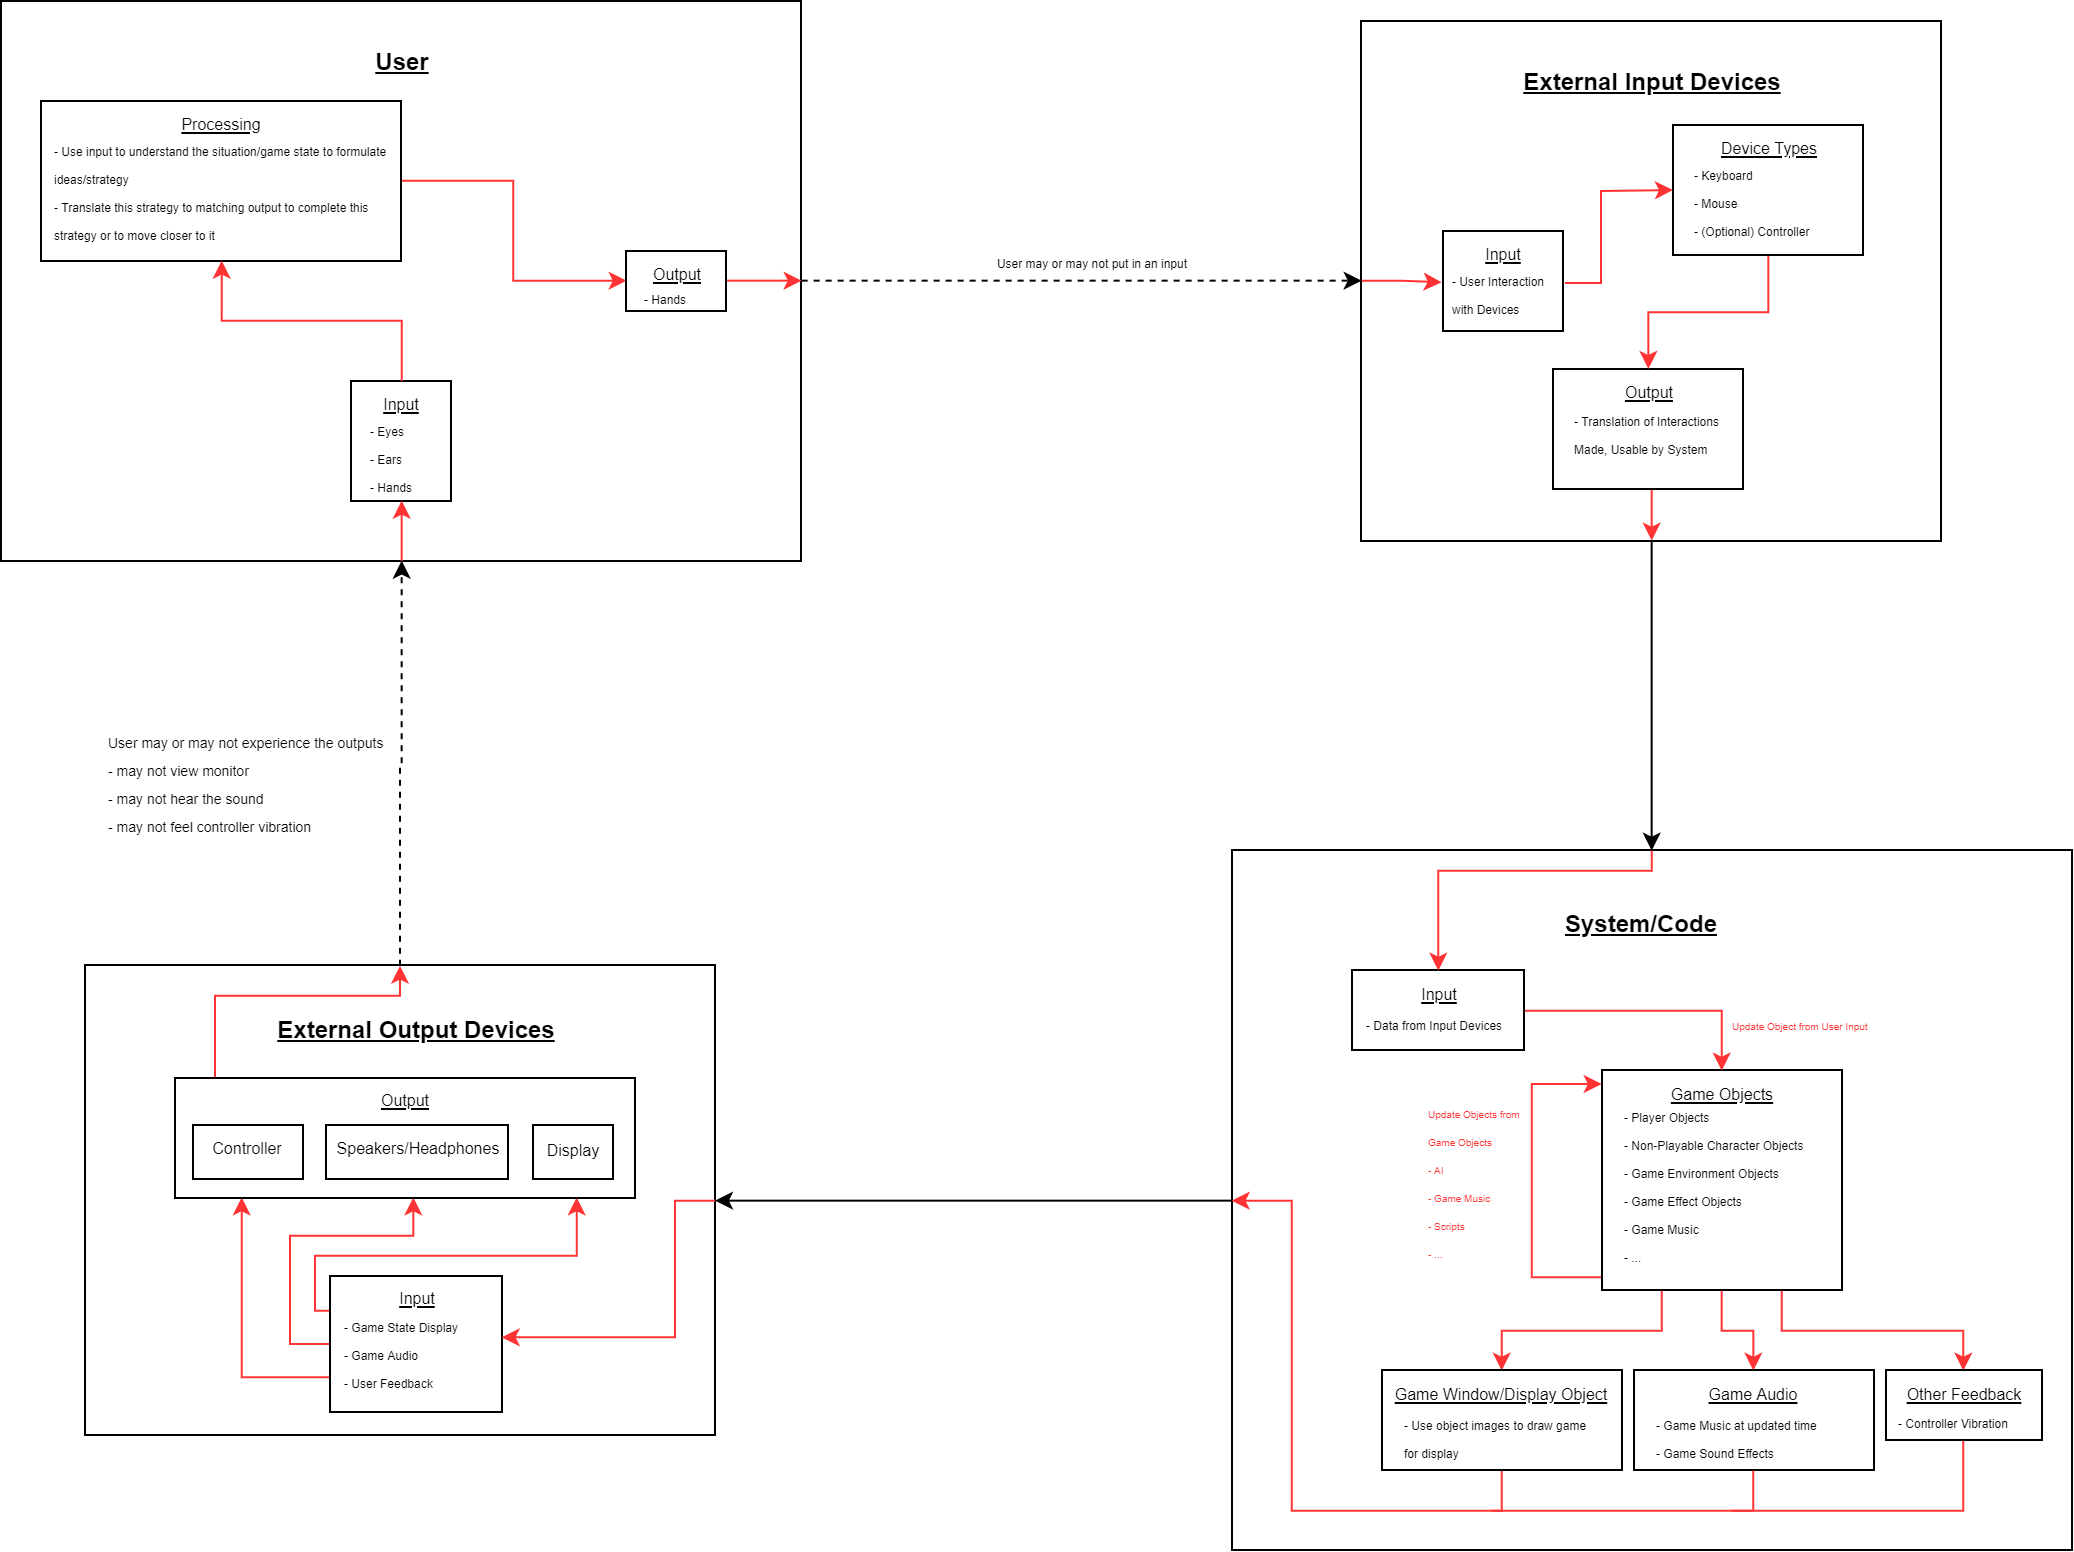 User
Processing
- Use input to understand the situation/game state to formulate
ideas/strategy
- Translate this strategy to matching output to complete this
strategy or to move closer to it
Output
- Hands
Input
- Eyes
- Ears
- Hands
User may or may not put in an input
External Input Devices
Device Types
- Keyboard
- Mouse
- (Optional) Controller
Input
- User Interaction
with Devices
Output
- Translation of Interactions
Made, Usable by System
User may or may not experience the outputs
- may not view monitor
- may not hear the sound
- may not feel controller vibration
System/Code
Input
- Data from Input Devices
Update Object from User Input
Game Objects
- Player Objects
- Non-Playable Character Objects
- Game Environment Objects
- Game Effect Objects
- Game Music
- ...
Update Objects from
Game Objects
- AI
- Game Music
- Scripts
- ...
Game Window/Display Object
- Use object images to draw game
for display
Game Audio
- Game Music at updated time
- Game Sound Effects
Other Feedback
- Controller Vibration
External Output Devices
Output
Controller
Speakers/Headphones
Display
Input
- Game State Display
- Game Audio
- User Feedback